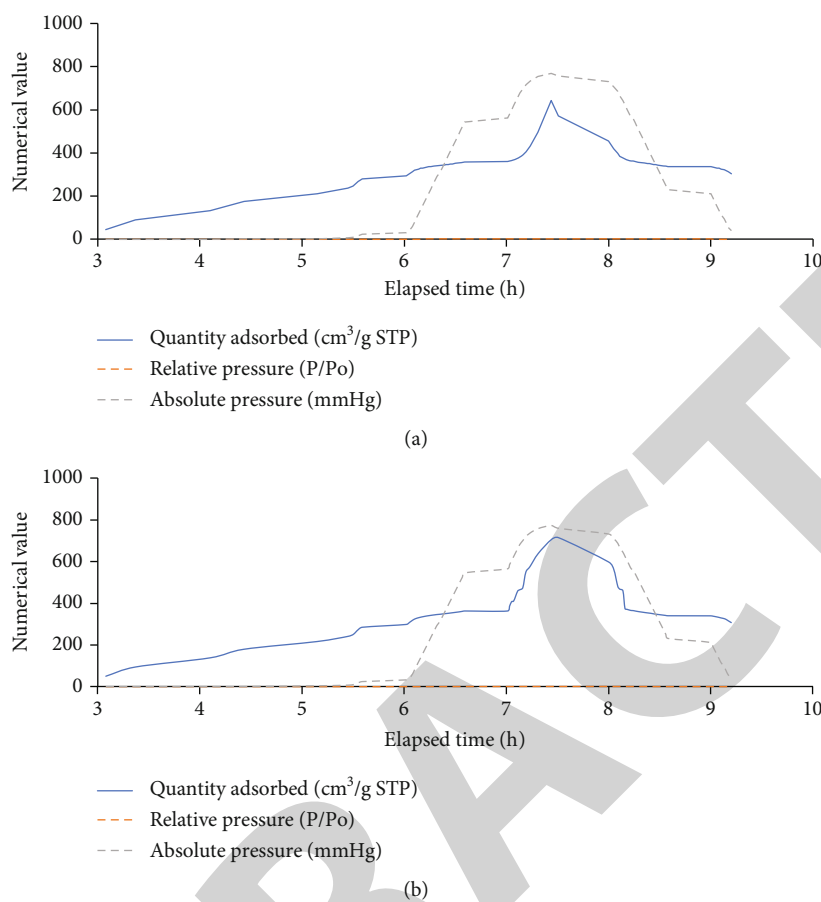 1000
800
600
400
200
0
Numerical value
3 4 5 6 7 8 9 10
Elapsed time (h)
Quantity adsorbed (cm³/g STP)
Relative pressure (P/Po)
Absolute pressure (mmHg)
(a)
1000
800
600
400
200
0
Numerical value
3 4 5 6 7 8 9 10
Elapsed time (h)
Quantity adsorbed (cm³/g STP)
Relative pressure (P/Po)
Absolute pressure (mmHg)
(b)
RACT